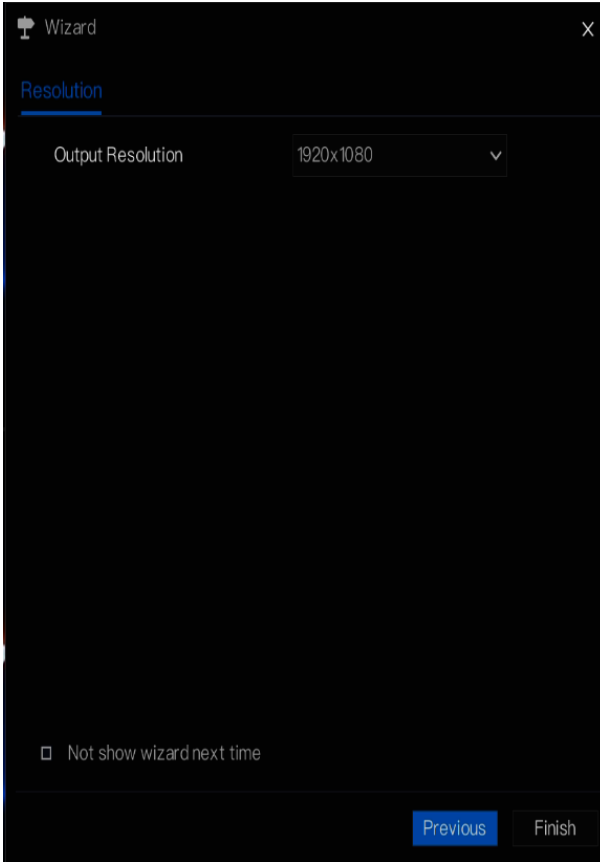 Wizard
X
Resolution
Output Resolution
1920x1080
Not show wizard next time
Previous
Finish